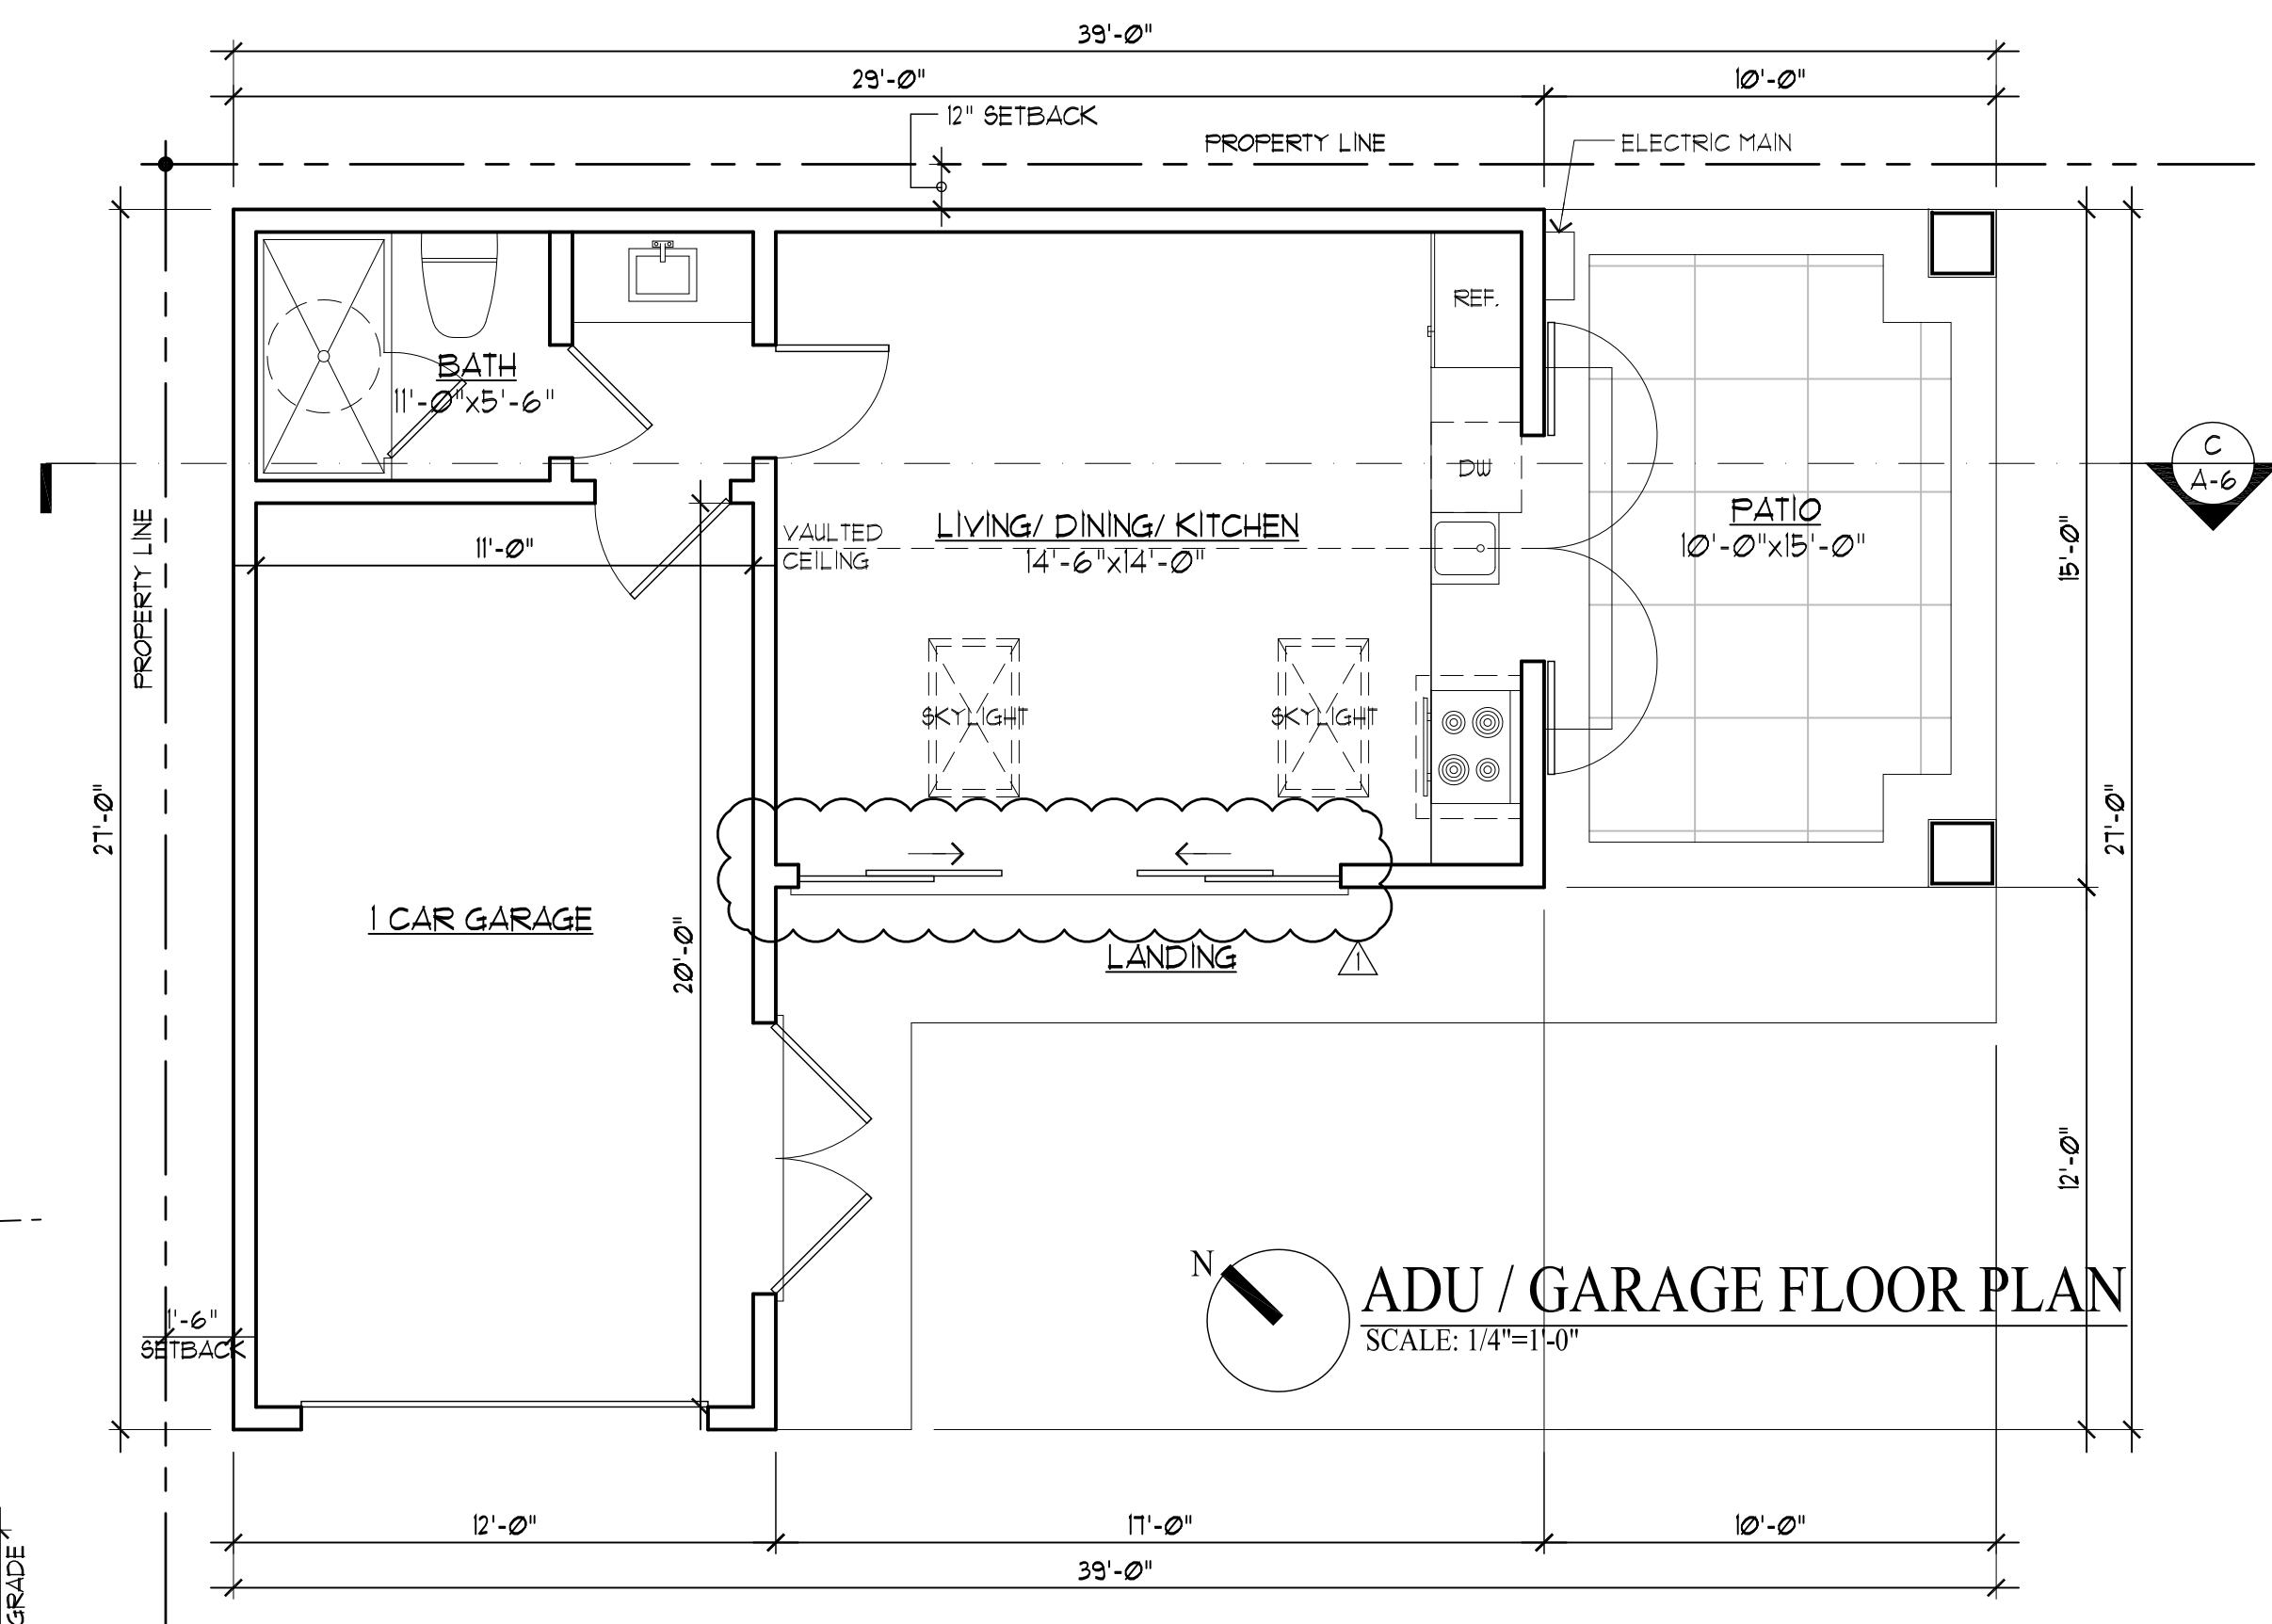 39'-0"
29'-0"
10'-0"
12" SETBACK
PROPERTY LINE
ELECTRIC MAIN
REF.
BATH
11'-0"x5'-6"
C
A-6
DW
PROPERTY LINE
VAULTED
CEILING
LIVING/ DINING/ KITCHEN
14'-6"x14'-0"
PATIO
10'-0"x15'-0"
11'-0"
15'-0"
SKYLIGHT
SKYLIGHT
27'-0"
27'-0"
1 CAR GARAGE
20'-0"
LANDING
1
12'-0"
N
ADU / GARAGE FLOOR PLAN
SCALE: 1/4"=1'-0"
1'-6"
SETBACK
12'-0"
17'-0"
10'-0"
39'-0"
GRADE